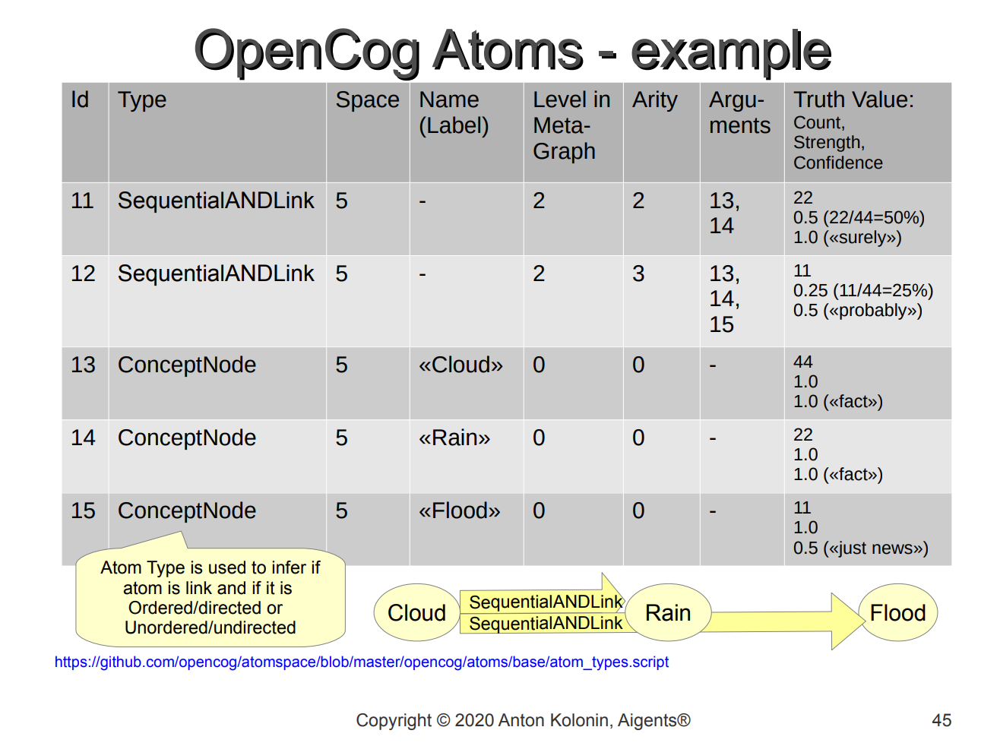 OpenCog Atoms - example
Id Type Space Name Level in Arity Argu- Truth Value:
(Label) Meta- ments Count,
Graph Strength,
Confidence
11 SequentialANDLink 5 - 2 2 13, 22
14 0.5 (22/44=50%)
1.0 («surely»)
12 SequentialANDLink 5 - 2 3 13, 11
14, 0.25 (11/44=25%)
15 0.5 («probably»)
13 ConceptNode 5 «Cloud» 0 0 - 44
1.0
1.0 («fact»)
14 ConceptNode 5 «Rain» 0 0 - 22
1.0
1.0 («fact»)
15 ConceptNode 5 «Flood» 0 0 - 11
1.0
0.5 («just news»)
Atom Type is used to infer if
atom is link and if it is
Ordered/directed or
Unordered/undirected
Cloud SequentialANDLink Rain Flood
SequentialANDLink
https://github.com/opencog/atomspace/blob/master/opencog/atoms/base/atom_types.script
Copyright © 2020 Anton Kolonin, Aigents® 45